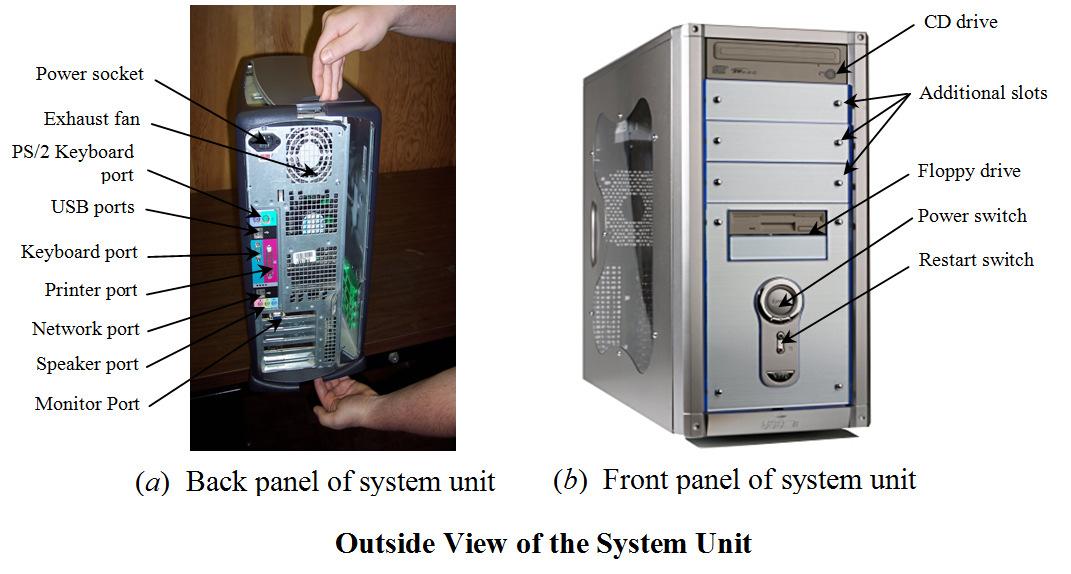 Power socket
Exhaust fan
PS/2 Keyboard
port
USB ports
Keyboard port
Printer port
Network port
Speaker port
Monitor Port
CD drive
Additional slots
Floppy drive
Power switch
Restart switch
(a) Back panel of system unit
(b) Front panel of system unit
Outside View of the System Unit